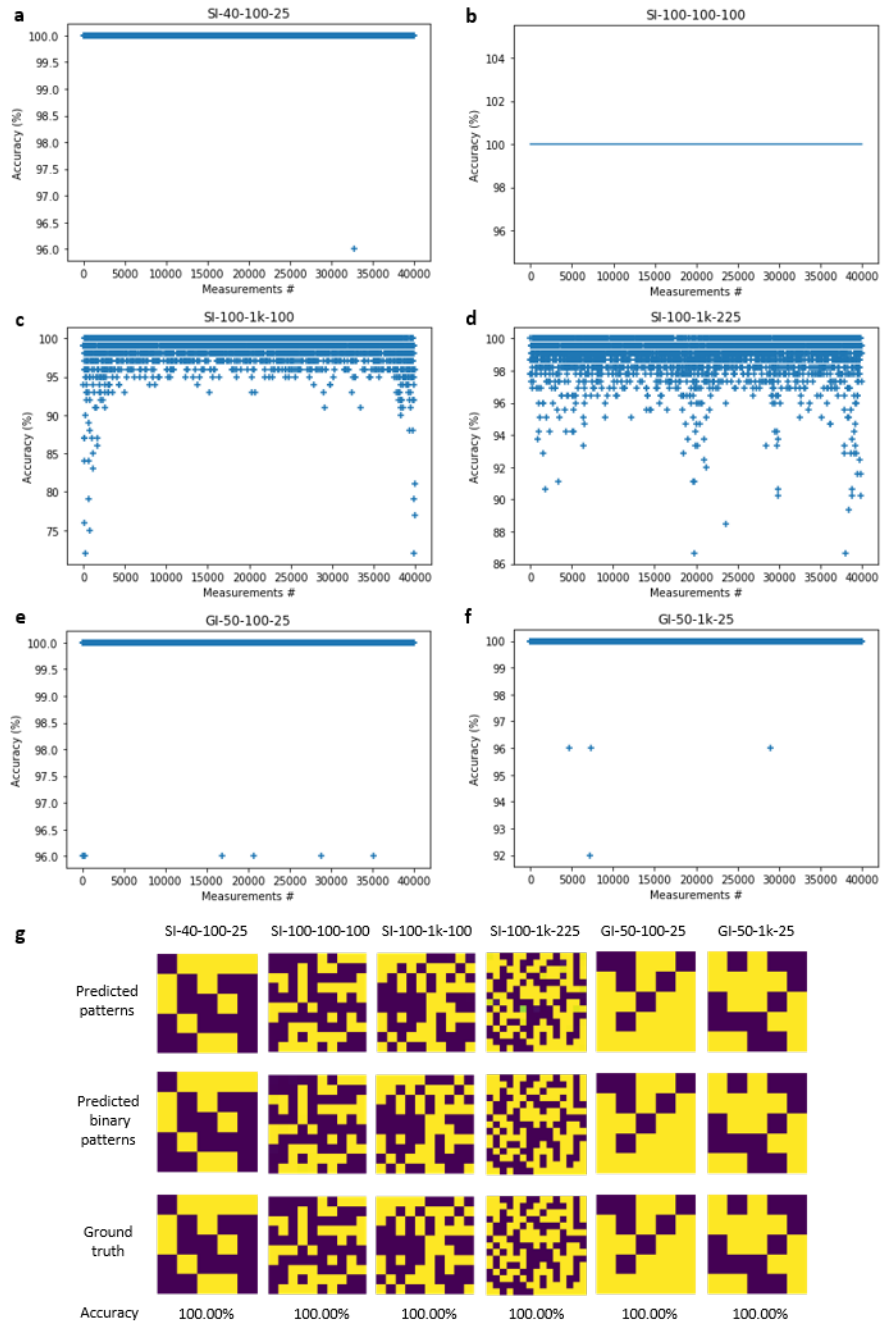 a
SI-40-100-25
100.0
99.5
99.0
98.5
98.0
97.5
97.0
96.5
96.0
Accuracy (%)
0 5000 10000 15000 20000 25000 30000 35000 40000
Measurements #
b
SI-100-100-100
104
102
100
98
96
Accuracy (%)
0 5000 10000 15000 20000 25000 30000 35000 40000
Measurements #
c
SI-100-1k-100
100
95
90
85
80
75
Accuracy (%)
0 5000 10000 15000 20000 25000 30000 35000 40000
Measurements #
d
SI-100-1k-225
100
98
96
94
92
90
88
86
Accuracy (%)
0 5000 10000 15000 20000 25000 30000 35000 40000
Measurements #
e
GI-50-100-25
100.0
99.5
99.0
98.5
98.0
97.5
97.0
96.5
96.0
Accuracy (%)
0 5000 10000 15000 20000 25000 30000 35000 40000
Measurements #
f
GI-50-1k-25
100
99
98
97
96
95
94
93
92
Accuracy (%)
0 5000 10000 15000 20000 25000 30000 35000 40000
Measurements #
g
SI-40-100-25 SI-100-100-100 SI-100-1k-100 SI-100-1k-225 GI-50-100-25 GI-50-1k-25
Predicted
patterns
Predicted
binary
patterns
Ground
truth
Accuracy 100.00% 100.00% 100.00% 100.00% 100.00% 100.00%